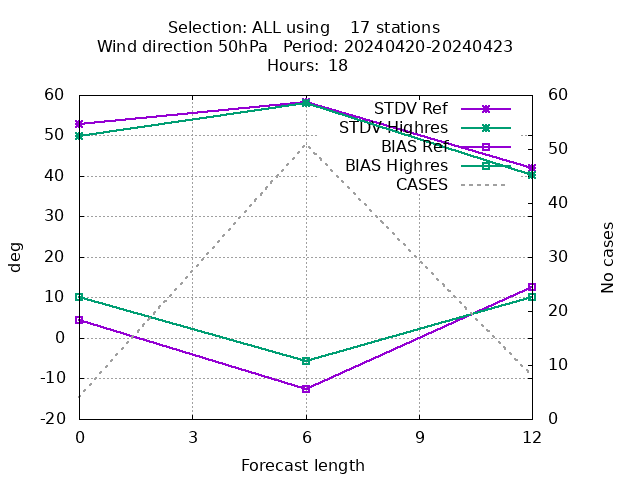 Selection: ALL using    17 stations
Wind direction 50hPa   Period: 20240420-20240423
Hours: 18
60
50
40
30
20
10
0
-10
-20
deg
STDV Ref
STDV Highres
BIAS Ref
BIAS Highres
CASES
60
50
40
30
20
10
0
No cases
0 3 6 9 12
Forecast length